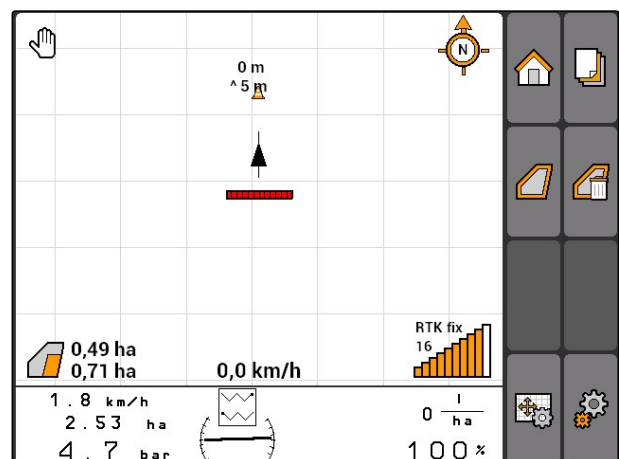 N
0 m
^ 5 m
RTK fix
16
0,49 ha
0,71 ha
0,0 km/h
1.8 km/h
2.53 ha
4.7 bar
0 l/ha
100%